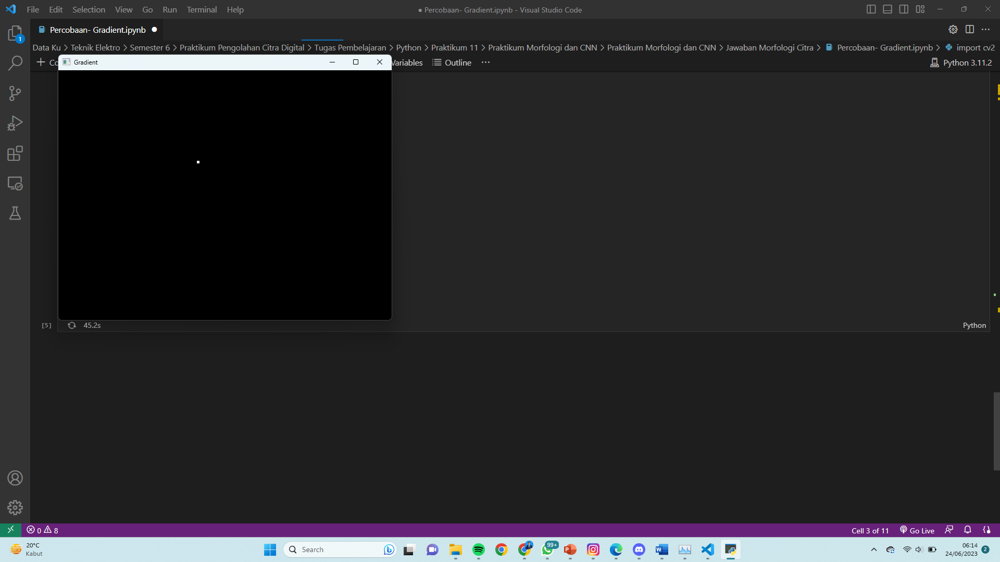 File Edit Selection View Go Run Terminal Help
● Percobaan- Gradient.ipynb - Visual Studio Code
1
Percobaan- Gradient.ipynb ●
Data Ku > Teknik Elektro > Semester 6 > Praktikum Pengolahan Citra Digital > Tugas Pembelajaran > Python > Praktikum 11 > Praktikum Morfologi dan CNN > Praktikum Morfologi dan CNN > Jawaban Morfologi Citra > Percobaan- Gradient.ipynb > import cv2
+ Co
Gradient
Variables Outline ...
Python 3.11.2
[5] 45.2s
Python
0 8
Cell 3 of 11 Go Live
20°C
Kabut
Search
99+
06:14
24/06/2023
2